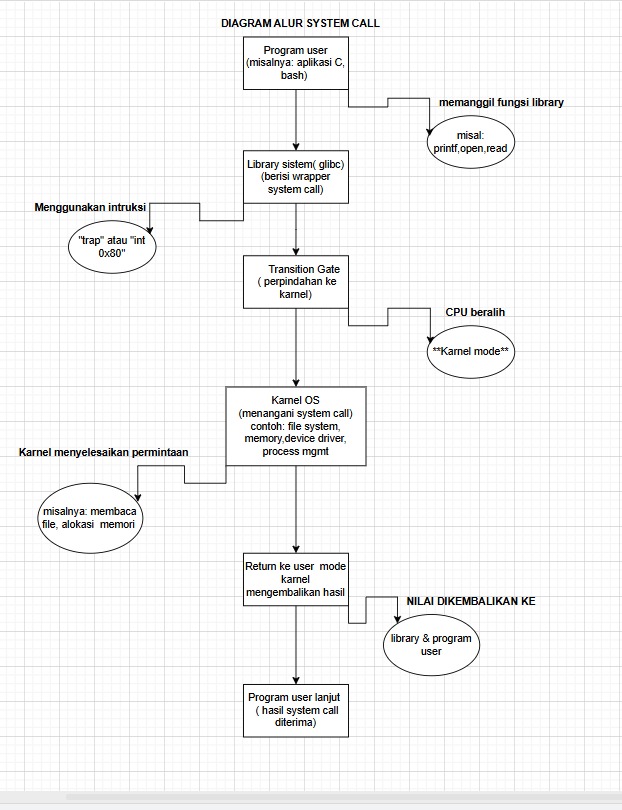 DIAGRAM ALUR SYSTEM CALL
Program user
(misalnya: aplikasi C,
bash)
memanggil fungsi library
misal:
printf,open,read
Library sistem( glibc)
(berisi wrapper
system call)
Menggunakan intruksi
"trap" atau "int
0x80"
Transition Gate
( perpindahan ke
karnel)
CPU beralih
**Karnel mode**
Karnel OS
(menangani system call)
contoh: file system,
memory,device driver,
process mgmt
Karnel menyelesaikan permintaan
misalnya: membaca
file, alokasi memori
Return ke user mode
karnel
mengembalikan hasil
NILAI DIKEMBALIKAN KE
library & program
user
Program user lanjut
( hasil system call
diterima)